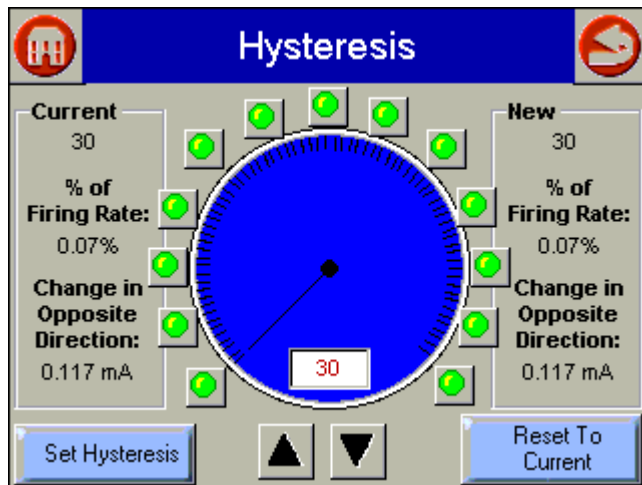 Hysteresis
Current
30
% of
Firing Rate:
0.07%
Change in
Opposite
Direction:
0.117 mA
New
30
% of
Firing Rate:
0.07%
Change in
Opposite
Direction:
0.117 mA
30
Set Hysteresis
Reset To
Current